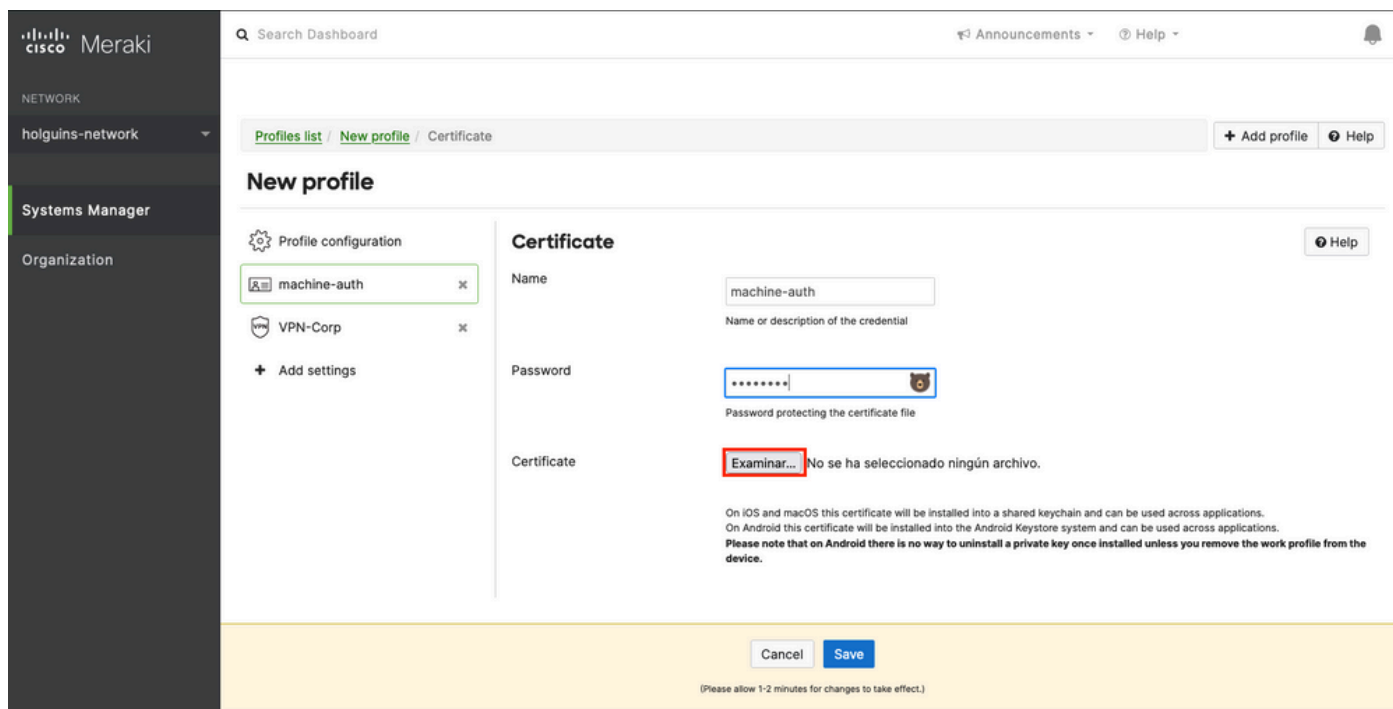 cisco Meraki
Search Dashboard
Announcements
Help
NETWORK
holguins-network
Profiles list / New profile / Certificate
+ Add profile
Help
New profile
Systems Manager
Organization
Profile configuration
machine-auth
VPN
VPN-Corp
+ Add settings
Certificate
Help
Name
machine-auth
Name or description of the credential
Password
••••••••
Password protecting the certificate file
Certificate
Examinar... No se ha seleccionado ningún archivo.
On iOS and macOS this certificate will be installed into a shared keychain and can be used across applications.
On Android this certificate will be installed into the Android Keystore system and can be used across applications.
Please note that on Android there is no way to uninstall a private key once installed unless you remove the work profile from the
device.
Cancel
Save
(Please allow 1-2 minutes for changes to take effect.)